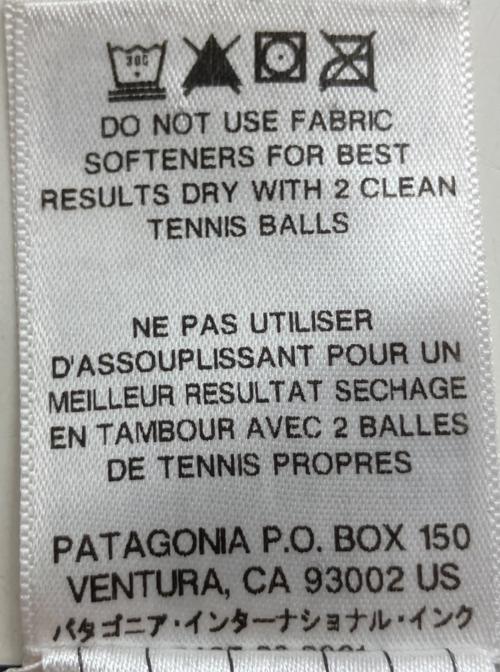 30C
DO NOT USE FABRIC
SOFTENERS FOR BEST
RESULTS DRY WITH 2 CLEAN
TENNIS BALLS
NE PAS UTILISER
D'ASSOUPLISSANT POUR UN
MEILLEUR RESULTAT SECHAGE
EN TAMBOUR AVEC 2 BALLES
DE TENNIS PROPRES
PATAGONIA P.O. BOX 150
VENTURA, CA 93002 US
パタゴニア・インターナショナル・インク